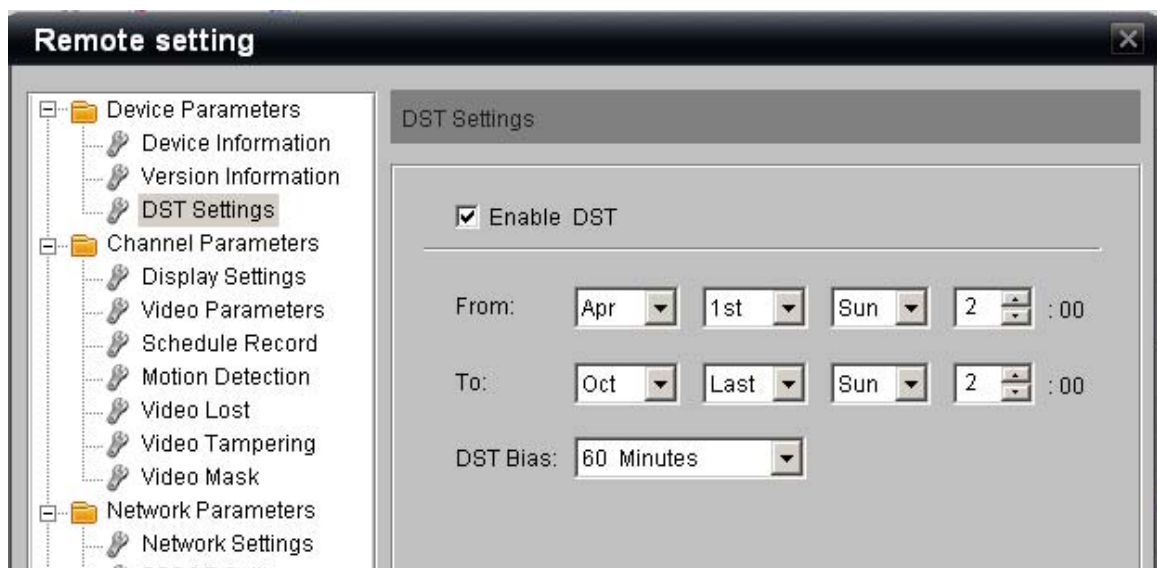 Remote setting
Device Parameters
Device Information
Version Information
DST Settings
Channel Parameters
Display Settings
Video Parameters
Schedule Record
Motion Detection
Video Lost
Video Tampering
Video Mask
Network Parameters
Network Settings
DST Settings
Enable DST
From: Apr 1st Sun 2 : 00
To: Oct Last Sun 2 : 00
DST Bias: 60 Minutes